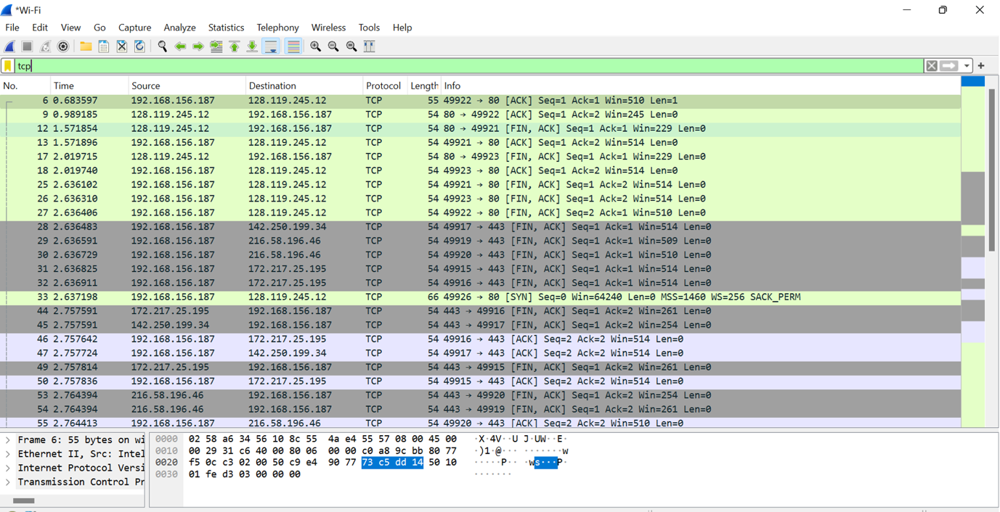 *Wi-Fi
File Edit View Go Capture Analyze Statistics Telephony Wireless Tools Help
tcp
No. Time Source Destination Protocol Length Info
6 0.683597 192.168.156.187 128.119.245.12 TCP 55 49922 → 80 [ACK] Seq=1 Ack=1 Win=510 Len=1
9 0.989185 128.119.245.12 192.168.156.187 TCP 54 80 → 49922 [ACK] Seq=1 Ack=2 Win=245 Len=0
12 1.571854 128.119.245.12 192.168.156.187 TCP 54 80 → 49921 [FIN, ACK] Seq=1 Ack=1 Win=229 Len=0
13 1.571896 192.168.156.187 128.119.245.12 TCP 54 49921 → 80 [ACK] Seq=1 Ack=2 Win=514 Len=0
17 2.019715 128.119.245.12 192.168.156.187 TCP 54 80 → 49923 [FIN, ACK] Seq=1 Ack=1 Win=229 Len=0
18 2.019740 192.168.156.187 128.119.245.12 TCP 54 49923 → 80 [ACK] Seq=1 Ack=2 Win=514 Len=0
25 2.636102 192.168.156.187 128.119.245.12 TCP 54 49921 → 80 [FIN, ACK] Seq=1 Ack=2 Win=514 Len=0
26 2.636310 192.168.156.187 128.119.245.12 TCP 54 49923 → 80 [FIN, ACK] Seq=1 Ack=2 Win=514 Len=0
27 2.636406 192.168.156.187 128.119.245.12 TCP 54 49922 → 80 [FIN, ACK] Seq=2 Ack=1 Win=510 Len=0
28 2.636483 192.168.156.187 142.250.199.34 TCP 54 49917 → 443 [FIN, ACK] Seq=1 Ack=1 Win=514 Len=0
29 2.636591 192.168.156.187 216.58.196.46 TCP 54 49919 → 443 [FIN, ACK] Seq=1 Ack=1 Win=509 Len=0
30 2.636729 192.168.156.187 216.58.196.46 TCP 54 49920 → 443 [FIN, ACK] Seq=1 Ack=1 Win=510 Len=0
31 2.636825 192.168.156.187 172.217.25.195 TCP 54 49915 → 443 [FIN, ACK] Seq=1 Ack=1 Win=514 Len=0
32 2.636911 192.168.156.187 172.217.25.195 TCP 54 49916 → 443 [FIN, ACK] Seq=1 Ack=1 Win=514 Len=0
33 2.637198 192.168.156.187 128.119.245.12 TCP 66 49926 → 80 [SYN] Seq=0 Win=64240 Len=0 MSS=1460 WS=256 SACK_PERM
44 2.757591 172.217.25.195 192.168.156.187 TCP 54 443 → 49916 [FIN, ACK] Seq=1 Ack=2 Win=261 Len=0
45 2.757591 142.250.199.34 192.168.156.187 TCP 54 443 → 49917 [FIN, ACK] Seq=1 Ack=2 Win=254 Len=0
46 2.757642 192.168.156.187 172.217.25.195 TCP 54 49916 → 443 [ACK] Seq=2 Ack=2 Win=514 Len=0
47 2.757724 192.168.156.187 142.250.199.34 TCP 54 49917 → 443 [ACK] Seq=2 Ack=2 Win=514 Len=0
49 2.757814 172.217.25.195 192.168.156.187 TCP 54 443 → 49915 [FIN, ACK] Seq=1 Ack=2 Win=261 Len=0
50 2.757836 192.168.156.187 172.217.25.195 TCP 54 49915 → 443 [ACK] Seq=2 Ack=2 Win=514 Len=0
53 2.764394 216.58.196.46 192.168.156.187 TCP 54 443 → 49920 [FIN, ACK] Seq=1 Ack=2 Win=254 Len=0
54 2.764394 216.58.196.46 192.168.156.187 TCP 54 443 → 49919 [FIN, ACK] Seq=1 Ack=2 Win=261 Len=0
55 2.764413 192.168.156.187 216.58.196.46 TCP 54 49920 → 443 [ACK] Seq=2 Ack=2 Win=510 Len=0
Frame 6: 55 bytes on wi
Ethernet II, Src: Intel
Internet Protocol Versi
Transmission Control Pr
0000 02 58 a6 34 56 10 8c 55 4a e4 55 57 08 00 45 00 ·X·4V··U J·UW··E·
0010 00 29 31 c6 40 00 80 06 00 00 c0 a8 9c bb 80 77 ·)1·@··· ·······w
0020 f5 0c c3 02 00 50 c9 e4 90 77 73 c5 dd 14 50 10 ·····P·· ·ws···P·
0030 01 fe d3 03 00 00 00 ·······